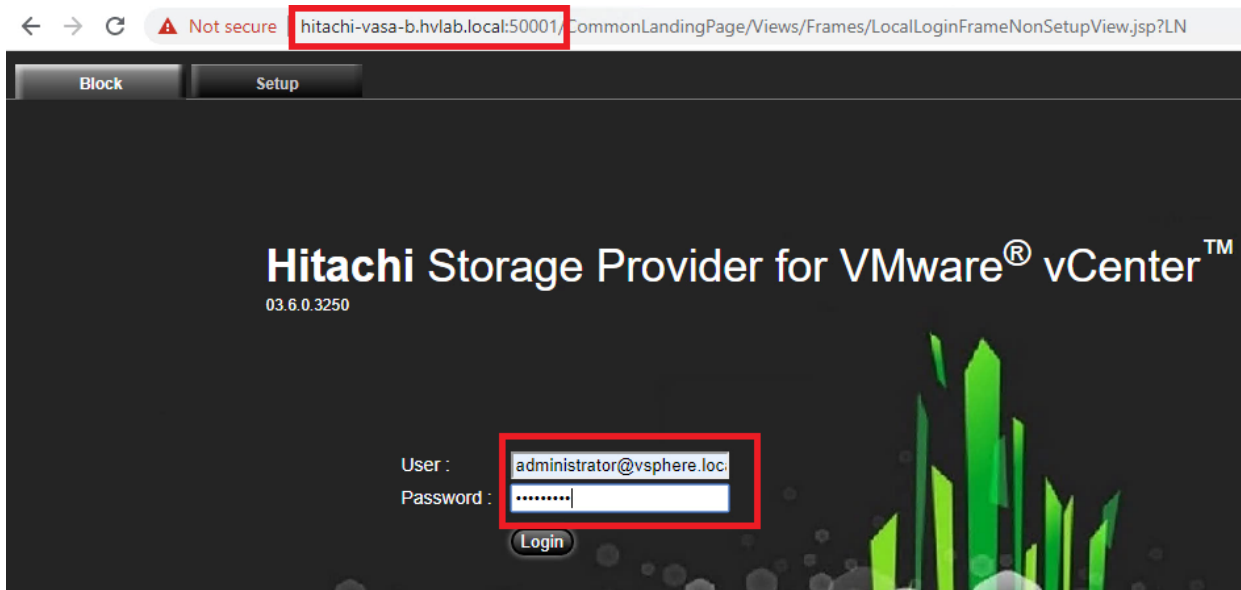 Not secure | hitachi-vasa-b.hvlab.local:50001/CommonLandingPage/Views/Frames/LocalLoginFrameNonSetupView.jsp?LN
Block Setup
Hitachi Storage Provider for VMware® vCenter™
03.6.0.3250
User : administrator@vsphere.loc
Password : •••••••••
Login